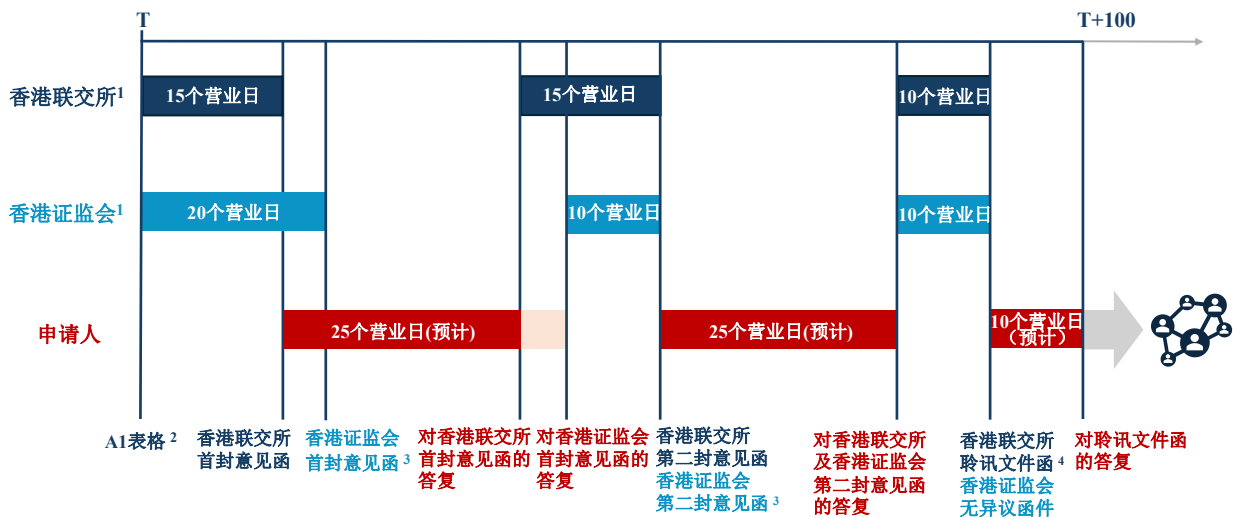 T
T+100
香港联交所1
15个营业日
15个营业日
10个营业日
香港证监会1
20个营业日
10个营业日
10个营业日
申请人
25个营业日(预计)
25个营业日(预计)
10个营业日
（预计）
A1表格 2
香港联交所
首封意见函
香港证监会
首封意见函 3
对香港联交所
首封意见函的
答复
对香港证监会
首封意见函的
答复
香港联交所
第二封意见函
香港证监会
第二封意见函 3
对香港联交所
及香港证监会
第二封意见函
的答复
香港联交所
聆讯文件函 4
香港证监会
无异议函件
对聆讯文件函
的答复